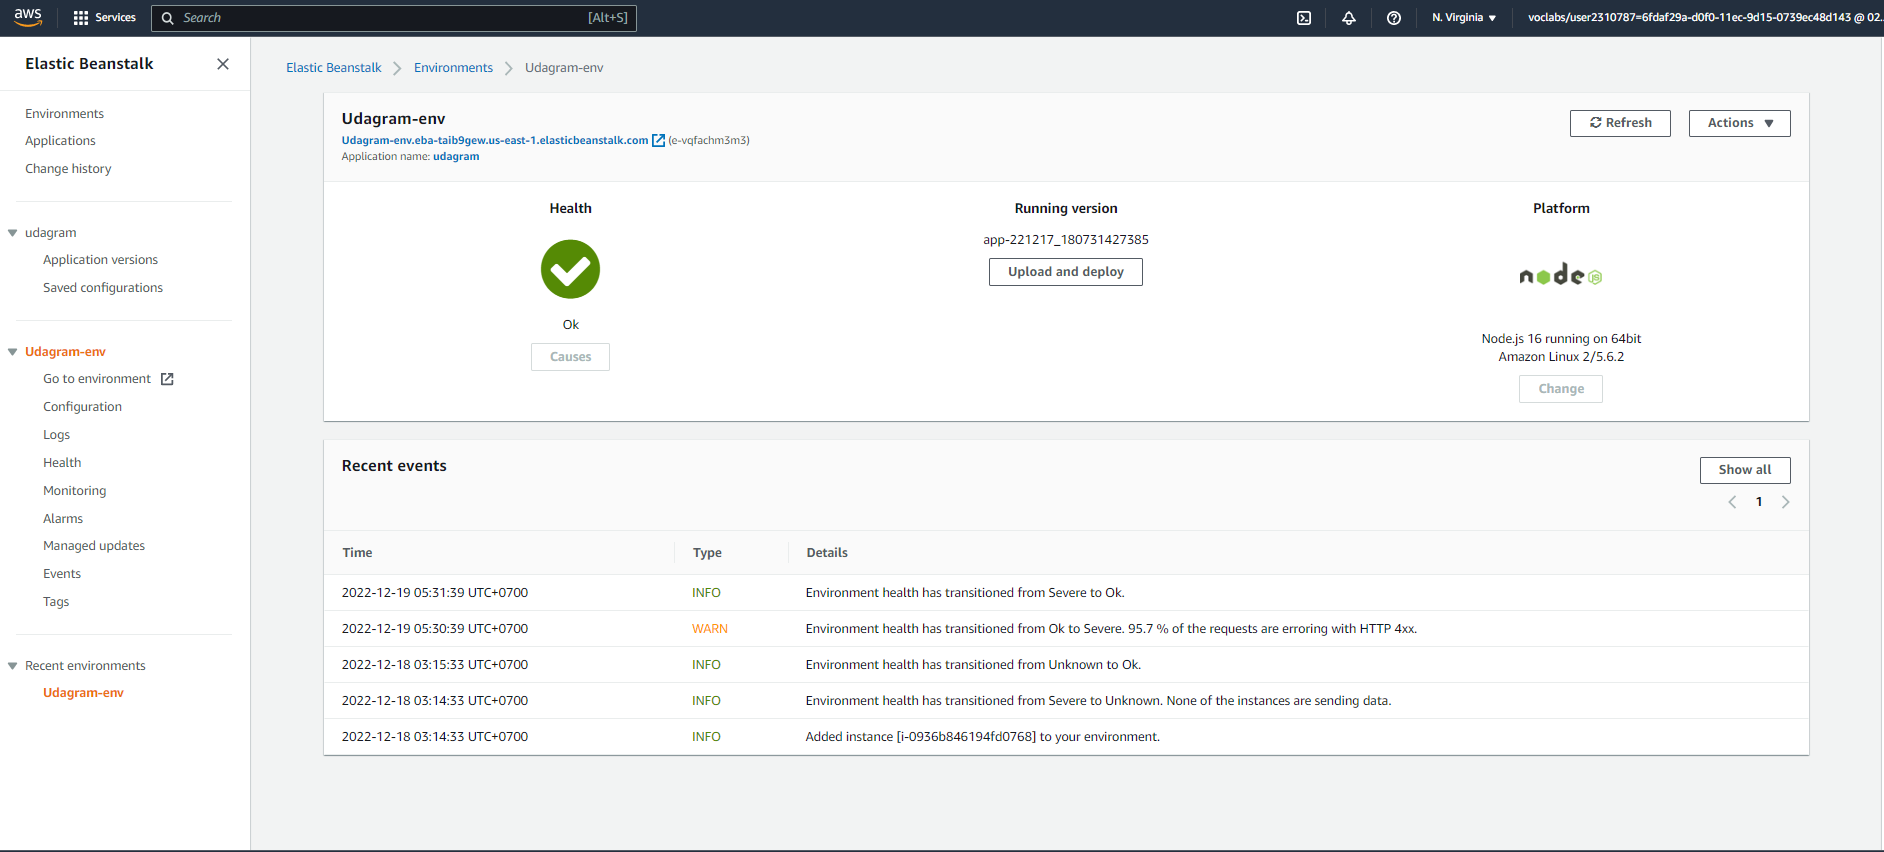 aws
Services
Search
[Alt+S]
N. Virginia
voclabs/user2310787=6fdaf29a-d0f0-11ec-9d15-0739ec48d143 @ 02...
Elastic Beanstalk
Environments
Applications
Change history
udagram
Application versions
Saved configurations
Udagram-env
Go to environment
Configuration
Logs
Health
Monitoring
Alarms
Managed updates
Events
Tags
Recent environments
Udagram-env
Elastic Beanstalk
Environments
Udagram-env
Udagram-env
Udagram-env.eba-taib9gew.us-east-1.elasticbeanstalk.com (e-vqfachm3m3)
Application name: udagram
Refresh
Actions
Health
Ok
Causes
Running version
app-221217_180731427385
Upload and deploy
Platform
node JS
Node.js 16 running on 64bit
Amazon Linux 2/5.6.2
Change
Recent events
Show all
1
Time Type Details
2022-12-19 05:31:39 UTC+0700 INFO Environment health has transitioned from Severe to Ok.
2022-12-19 05:30:39 UTC+0700 WARN Environment health has transitioned from Ok to Severe. 95.7 % of the requests are erroring with HTTP 4xx.
2022-12-18 03:15:33 UTC+0700 INFO Environment health has transitioned from Unknown to Ok.
2022-12-18 03:14:33 UTC+0700 INFO Environment health has transitioned from Severe to Unknown. None of the instances are sending data.
2022-12-18 03:14:33 UTC+0700 INFO Added instance [i-0936b846194fd0768] to your environment.